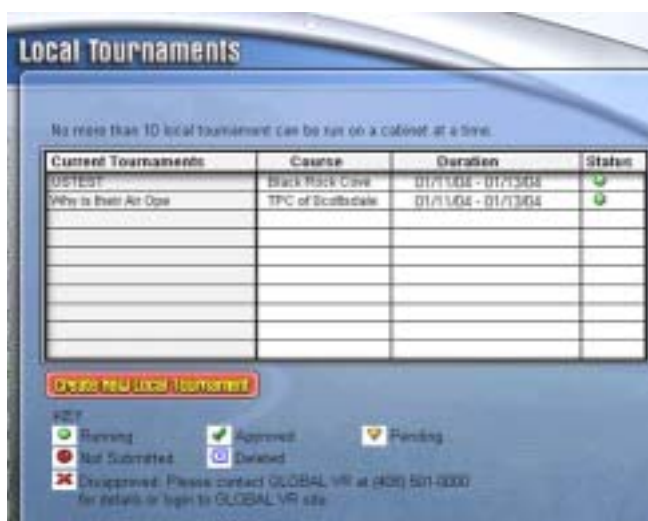 Local Tournaments
No more than 10 local tournament can be run on a cabinet at a time.
Current Tournaments Course Duration Status
USTEST Black Rock Cove 01/11/04 - 01/13/04
Why is their Air Ope TPC of Scottsdale 01/11/04 - 01/13/04
Create new Local Tournament
KEY
Running Approved Pending
Not Submitted Deleted
Disapproved. Please contact GLOBAL VR at (408) 501-0000
for details or login to GLOBAL VR site.